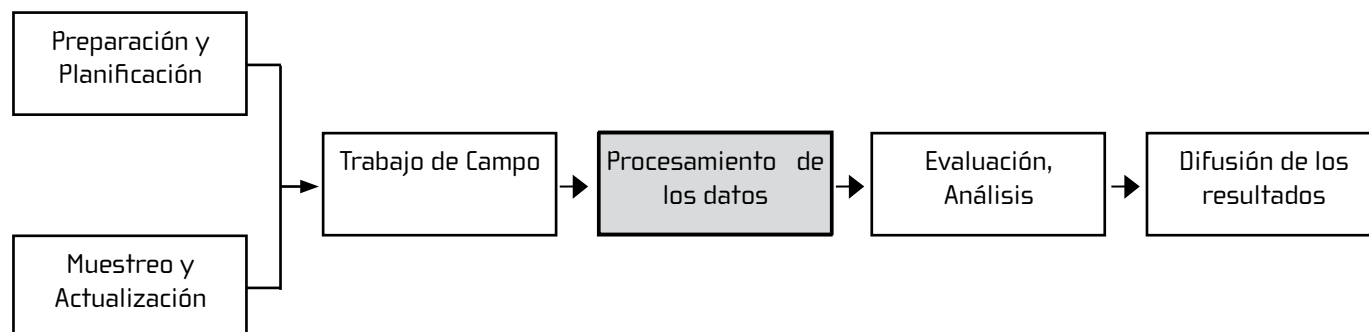 Preparación y
Planificación
Muestreo y
Actualización
Trabajo de Campo
Procesamiento de
los datos
Evaluación,
Análisis
Difusión de los
resultados